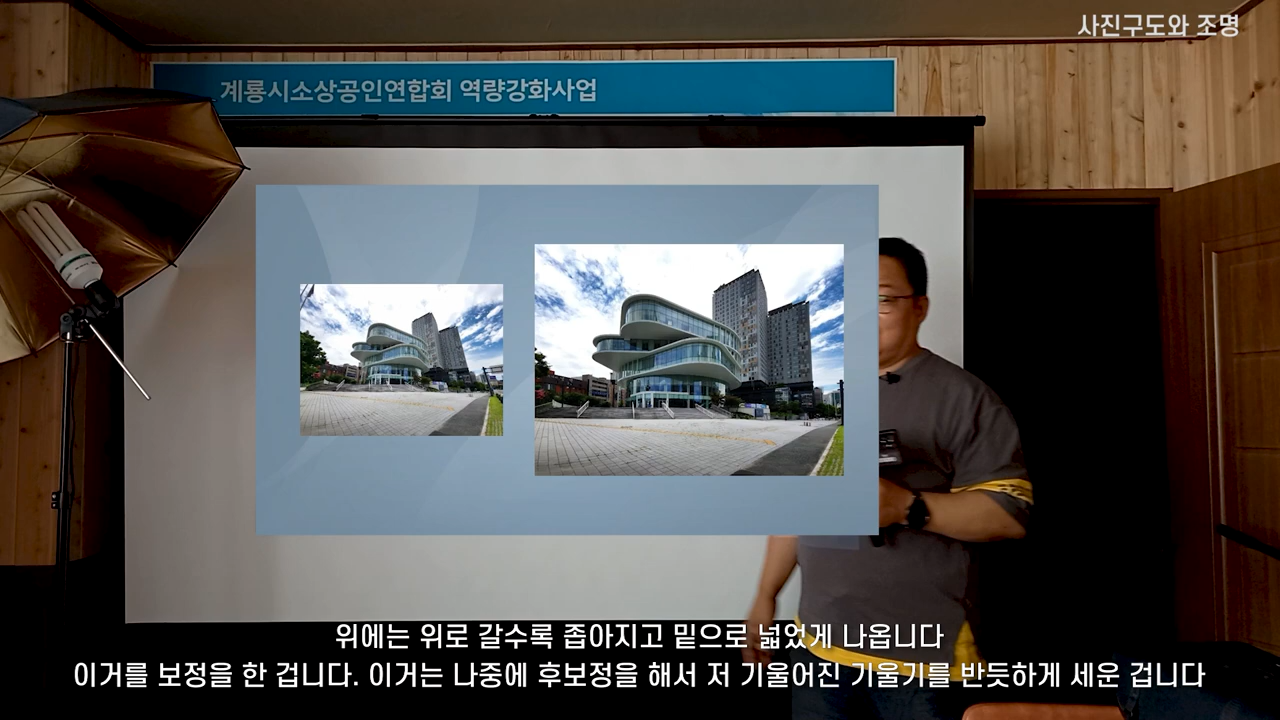 사진구도와 조명
계룡시소상공인연합회 역량강화사업
위에는 위로 갈수록 좁아지고 밑으로 넓었게 나옵니다
이거를 보정을 한 겁니다. 이거는 나중에 후보정을 해서 저 기울어진 기울기를 반듯하게 세운 겁니다